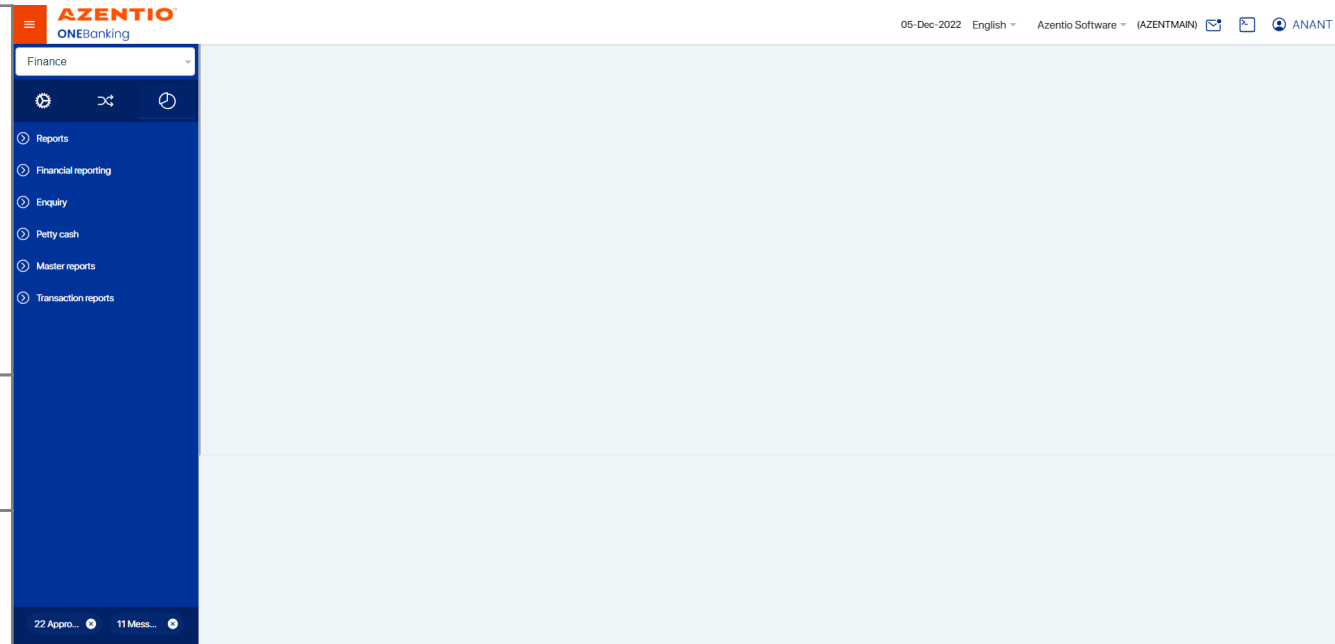 AZENTIO
ONEBanking
05-Dec-2022 English Azentio Software (AZENTMAIN) ANANT
Finance
Reports
Financial reporting
Enquiry
Petty cash
Master reports
Transaction reports
22 Appro... 11 Mess...